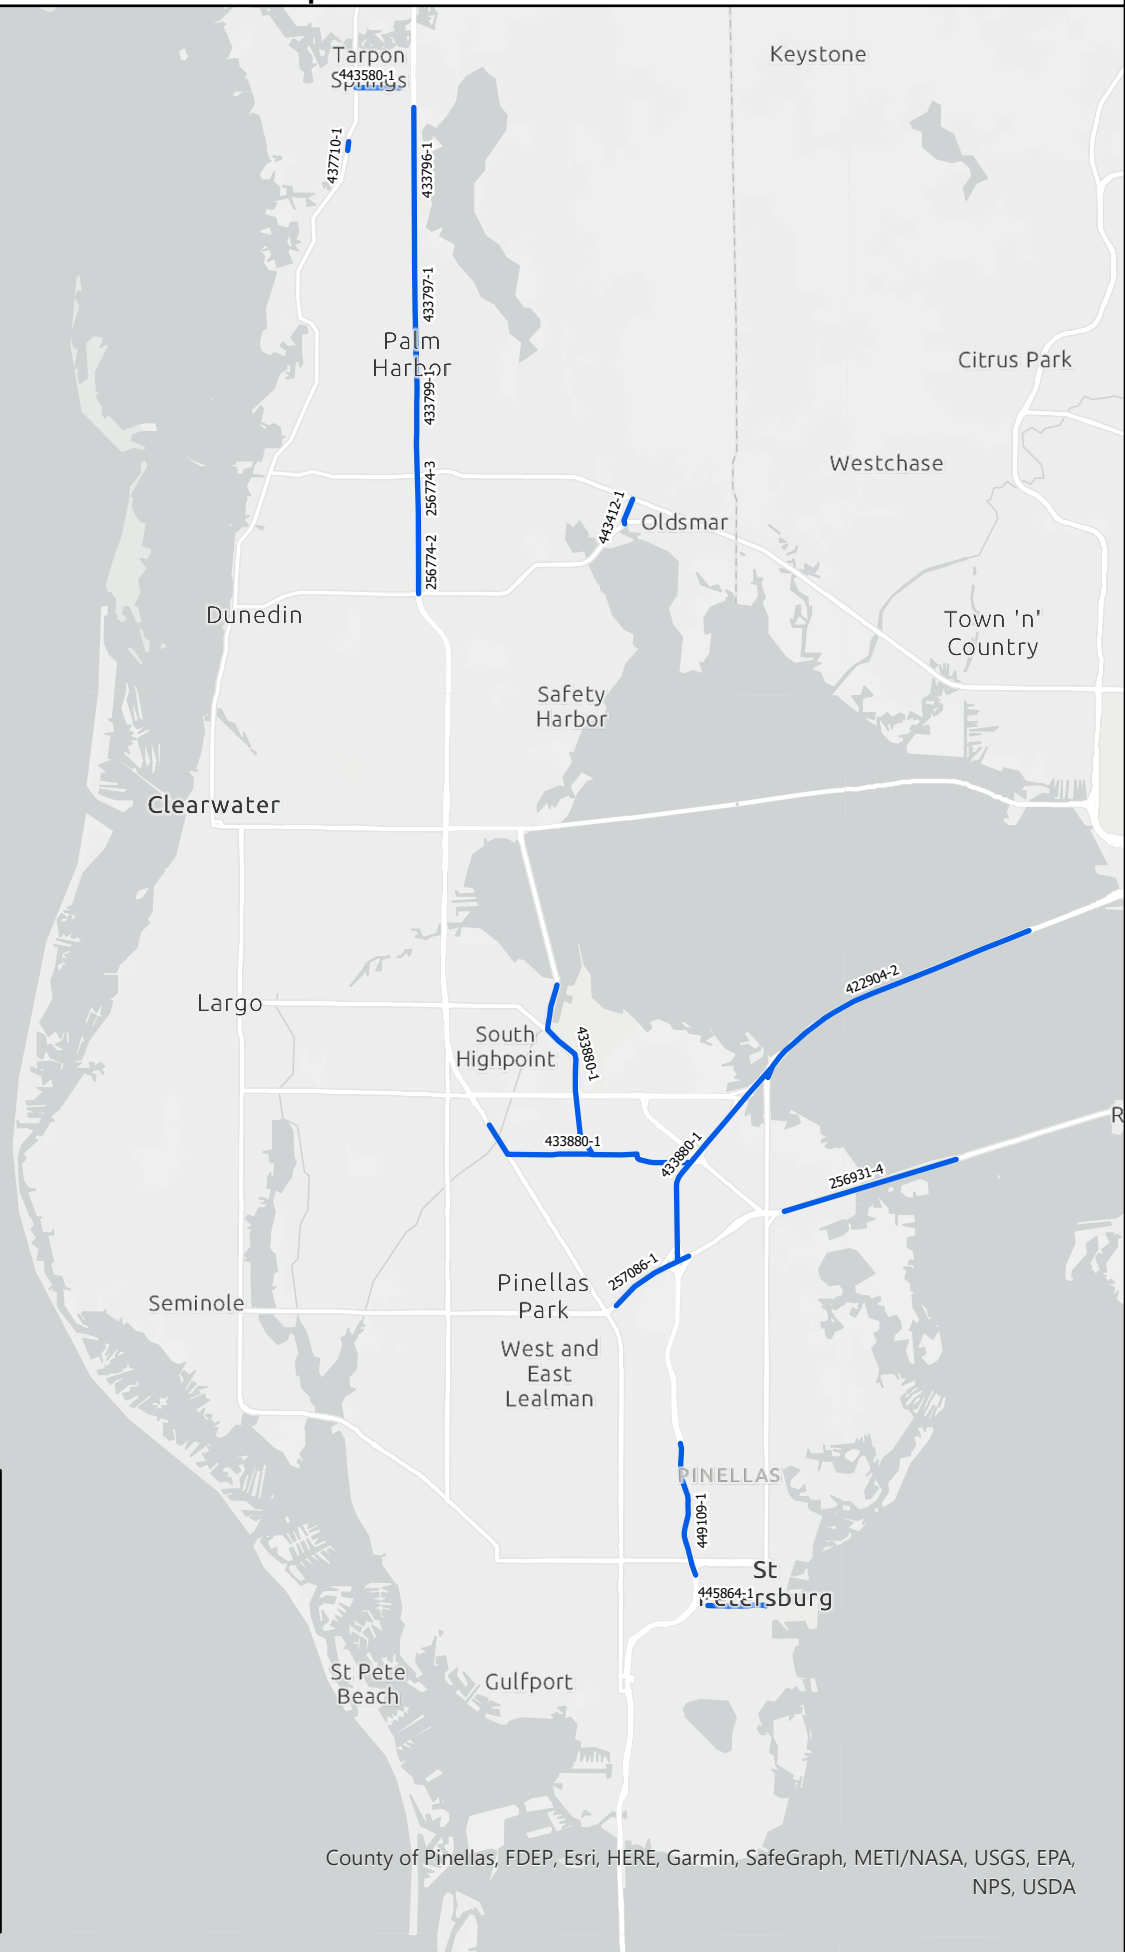 Tarpon
Springs
443580-1
Keystone
437710-1
433796-1
433797-1
Palm
Harbor
433799-1
Citrus Park
Westchase
256774-3
443412-1
Oldsmar
256774-2
Dunedin
Town 'n'
Country
Safety
Harbor
Clearwater
422904-2
Largo
South
Highpoint
433880-1
433880-1
433880-1
R
256931-4
257086-1
Pinellas
Park
Seminole
West and
East
Lealman
PINELLAS
449109-1
St
Petersburg
445864-1
St Pete
Beach
Gulfport
County of Pinellas, FDEP, Esri, HERE, Garmin, SafeGraph, METI/NASA, USGS, EPA,
NPS, USDA